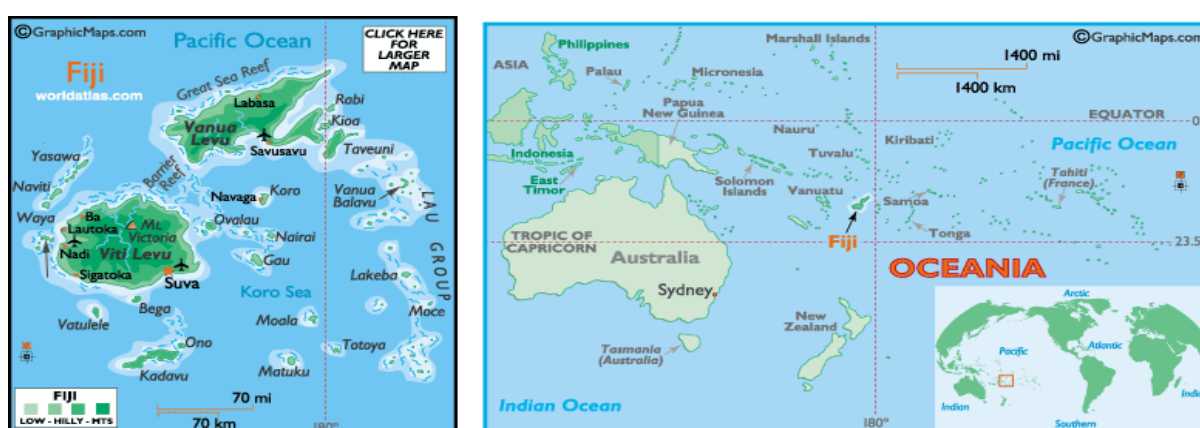 ©GraphicMaps.com
Pacific Ocean
CLICK HERE
FOR
LARGER
MAP
Fiji
worldatlas.com
Great Sea Reef
Labasa
Rabi
Kioa
Vanua
Levu
Savusavu
Taveuni
Yasawa
Barrier
Reef
Naviti
Navaga
Koro
Vanua
Balavu
LAU
GROUP
Waya
Ba
Lautoka
Mt.
Victoria
Ovalau
Nairai
Nadi
Viti Levu
Gau
Sigatoka
Suva
Lakeba
Koro Sea
Bega
Vatulele
Moala
Moce
Ono
Totoya
Kadavu
Matuku
FIJI
LOW - HILLY - MTS
70 mi
70 km
180°
©GraphicMaps.com
Philippines
Marshall Islands
1400 mi
ASIA
Palau
Micronesia
1400 km
Papua
New Guinea
EQUATOR
0
Nauru
Kiribati
Pacific Ocean
Indonesia
Tuvalu
East
Timor
Solomon
Islands
Vanuatu
Samoa
Tahiti
(France)
TROPIC OF
CAPRICORN
Fiji
Tonga
23.5
Australia
OCEANIA
Sydney
New
Zealand
Tasmania
(Australia)
Indian Ocean
180°
Arctic
Pacific
Atlantic
Indian
Indi
Southern